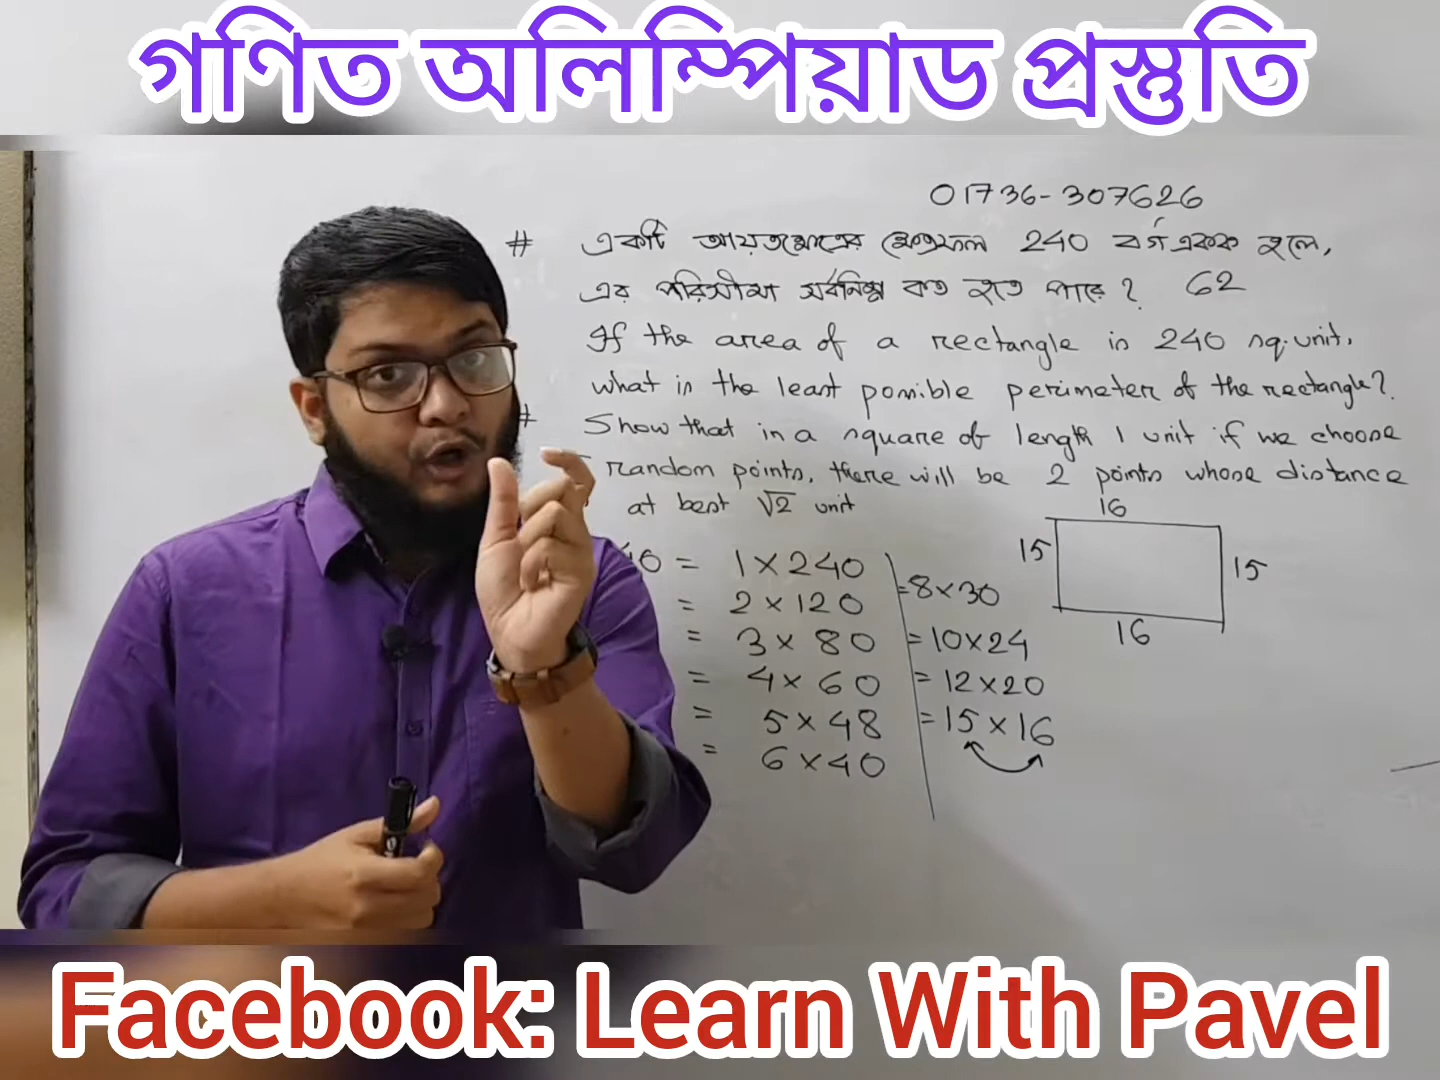 গণিত অলিম্পিয়াড প্রস্তুতি
01736-307626
# একটি আয়তক্ষেত্রের ক্ষেত্রফল 240 বর্গ একক হলে,
এর পরিসীমা সর্বনিম্ন কত হতে পারে? 62
If the area of a rectangle is 240 sq.unit,
what is the least possible perimeter of the rectangle?
# Show that in a square of length 1 unit if we choose
random points, there will be 2 points whose distance
at best √2 unit
16
15
15
16
40 = 1×240
= 2×120
= 3×80
= 4×60
= 5×48
= 6×40
=8×30
=10×24
=12×20
=15×16
Facebook: Learn With Pavel